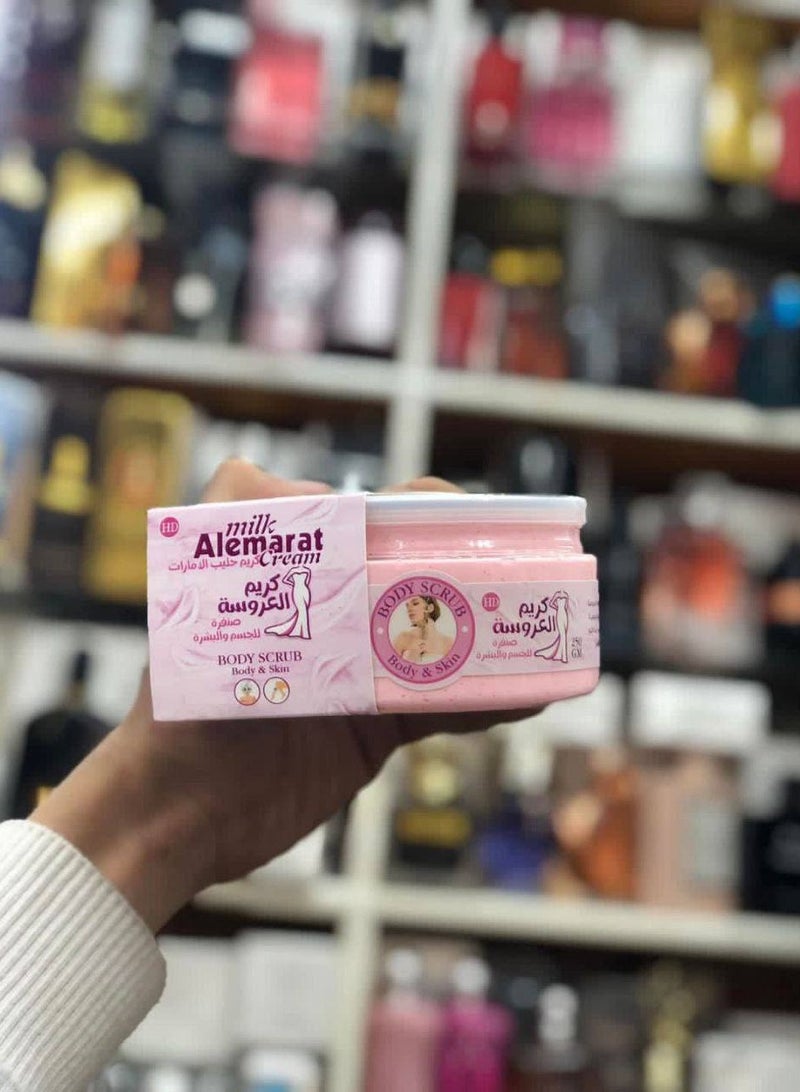 HD
milk
Alemarat
Cream
كريم حليب الامارات
كريم
العروسة
صنفرة
للجسم والبشرة
BODY SCRUB
Body & Skin
BODY SCRUB
Body & Skin
HD
كريم
العروسة
صنفرة
للجسم والبشرة
250
GM